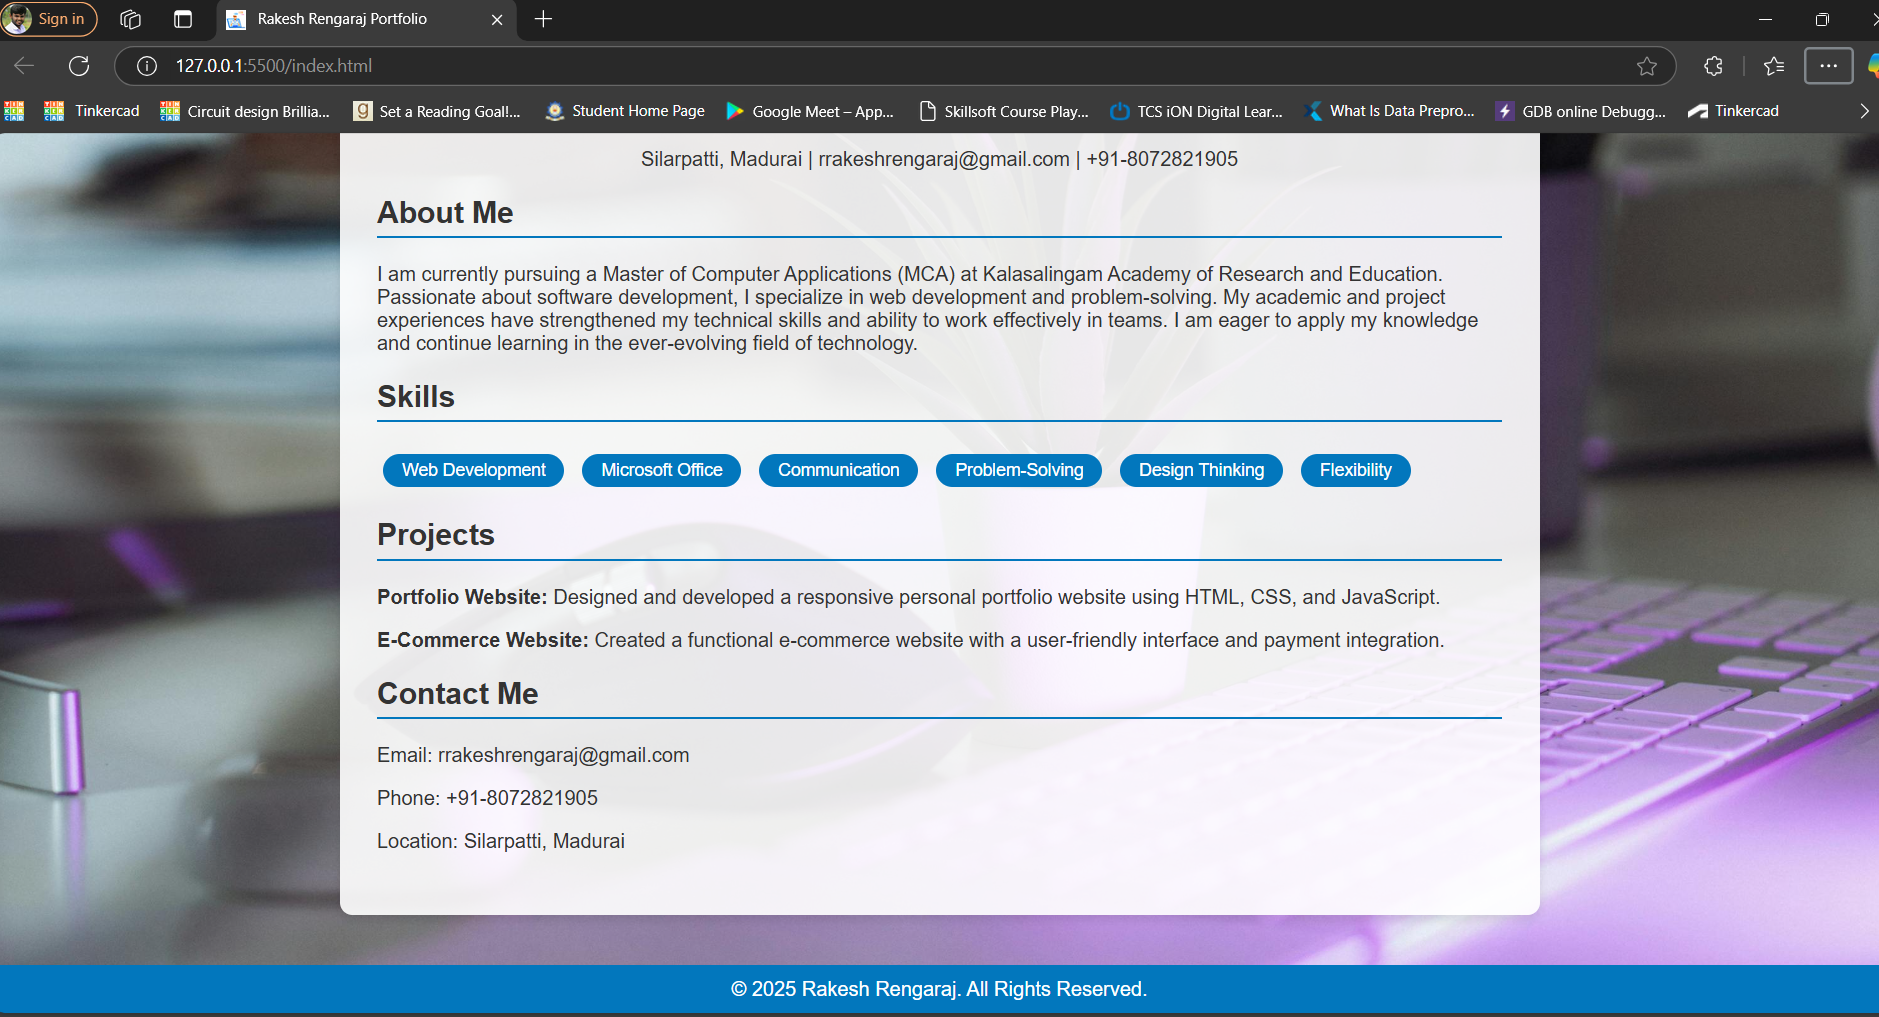 Sign in
Rakesh Rengaraj Portfolio
127.0.0.1:5500/index.html
Tinkercad
Circuit design Brillia...
Set a Reading Goal!...
Student Home Page
Google Meet – App...
Skillsoft Course Play...
TCS iON Digital Lear...
What Is Data Prepro...
GDB online Debugg...
Tinkercad
Silarpatti, Madurai | rrakeshrengaraj@gmail.com | +91-8072821905
About Me
I am currently pursuing a Master of Computer Applications (MCA) at Kalasalingam Academy of Research and Education.
Passionate about software development, I specialize in web development and problem-solving. My academic and project
experiences have strengthened my technical skills and ability to work effectively in teams. I am eager to apply my knowledge
and continue learning in the ever-evolving field of technology.
Skills
Web Development
Microsoft Office
Communication
Problem-Solving
Design Thinking
Flexibility
Projects
Portfolio Website: Designed and developed a responsive personal portfolio website using HTML, CSS, and JavaScript.
E-Commerce Website: Created a functional e-commerce website with a user-friendly interface and payment integration.
Contact Me
Email: rrakeshrengaraj@gmail.com
Phone: +91-8072821905
Location: Silarpatti, Madurai
© 2025 Rakesh Rengaraj. All Rights Reserved.